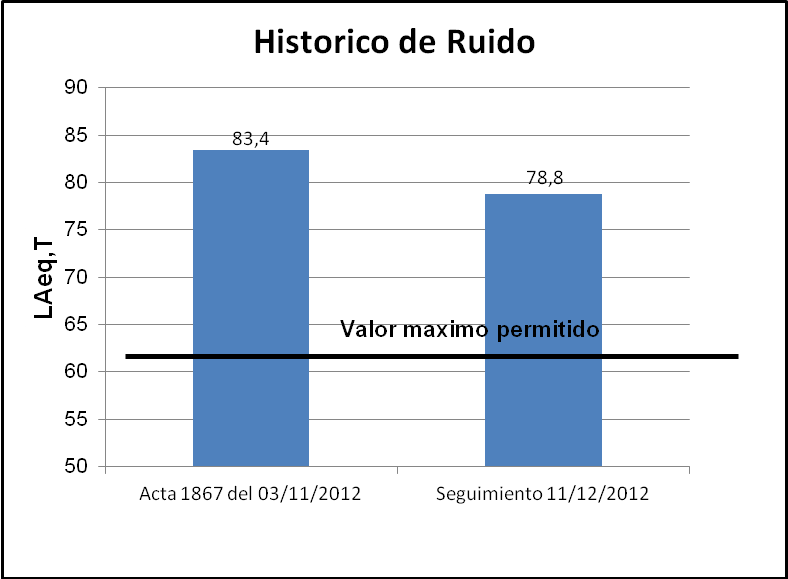 Historico de Ruido
90
85
80
75
70
65
60
55
50
LAeq,T
83,4
78,8
Valor maximo permitido
Acta 1867 del 03/11/2012
Seguimiento 11/12/2012